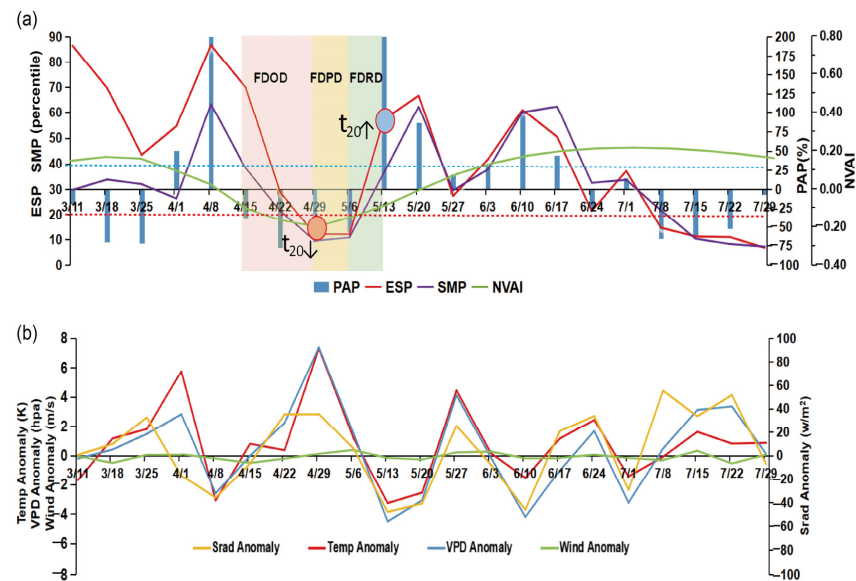 (a)
ESP SMP (percentile)
90
80
70
60
50
40
30
20
10
0
FDOD
FDPD
FDRD
t20↑
t20↓
3/11 3/18 3/25 4/1 4/8 4/15 4/22 4/29 5/6 5/13 5/20 5/27 6/3 6/10 6/17 6/24 7/1 7/8 7/15 7/22 7/29
200
175
150
125
100
75
50
25
0
−25
−50
−75
−100
PAP(%)
0.80
0.60
0.40
0.20
0.00
−0.20
−0.40
NVAI
PAP ESP SMP NVAI
(b)
Temp Anomaly (K)
VPD Anomaly (hpa)
Wind Anomaly (m/s)
8
6
4
2
0
−2
−4
−6
−8
3/11 3/18 3/25 4/1 4/8 4/15 4/22 4/29 5/6 5/13 5/20 5/27 6/3 6/10 6/17 6/24 7/1 7/8 7/15 7/22 7/29
100
80
60
40
20
0
−20
−40
−60
−80
−100
Srad Anomaly (w/m²)
Srad Anomaly Temp Anomaly VPD Anomaly Wind Anomaly